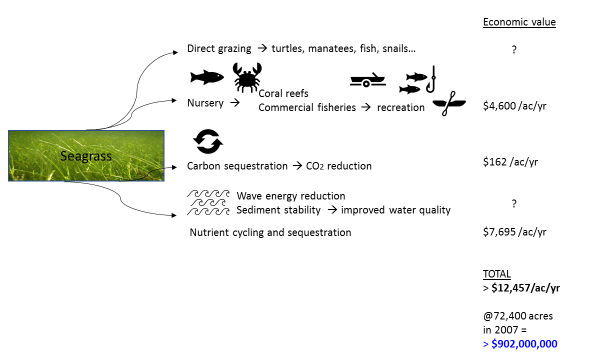 Economic value
Direct grazing → turtles, manatees, fish, snails...
?
Coral reefs
Nursery →
Commercial fisheries → recreation
$4,600 /ac/yr
Seagrass
Carbon sequestration → CO2 reduction
$162 /ac/yr
Wave energy reduction
Sediment stability → improved water quality
?
Nutrient cycling and sequestration
$7,695 /ac/yr
TOTAL
> $12,457/ac/yr
@72,400 acres
in 2007 =
> $902,000,000